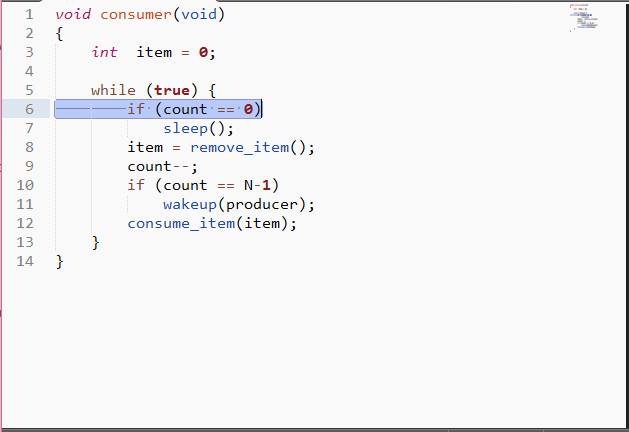 1 void consumer(void)
2 {
3     int  item = 0;
4
5     while (true) {
6         if (count == 0)
7             sleep();
8         item = remove_item();
9         count--;
10         if (count == N-1)
11             wakeup(producer);
12         consume_item(item);
13     }
14 }